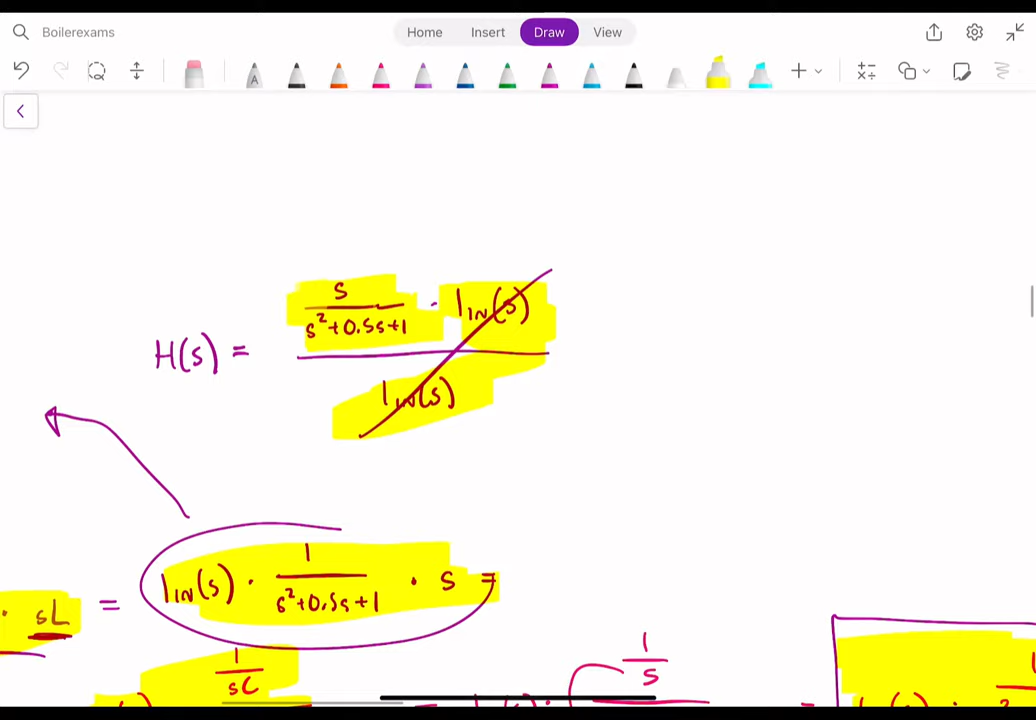 Boilerexams
Home Insert Draw View
A
H(s) = s / (s²+0.5s+1) · I_IN(s) / I_IN(s)
· sL = I_IN(s) · 1 / (s²+0.5s+1) · s =
1 / sC
1 / s